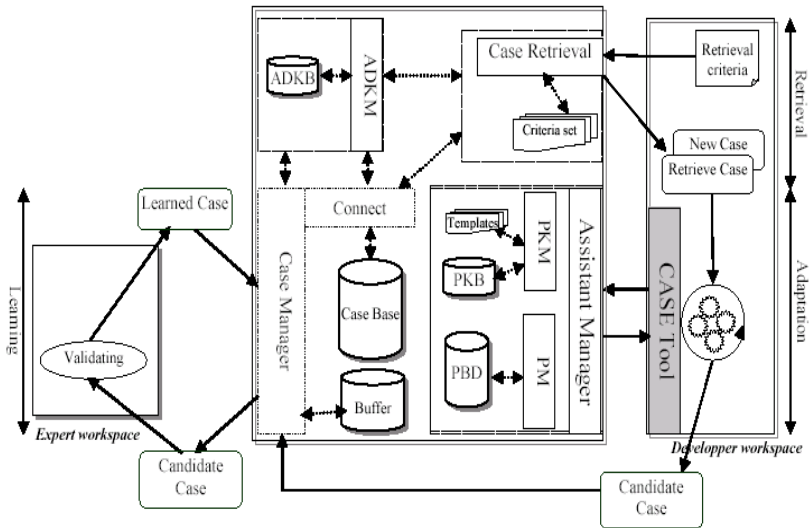 ADKB
ADKM
Case Retrieval
Criteria set
Retrieval
criteria
Retrieval
New Case
Retrieve Case
Learned Case
Connect
Case Manager
Case Base
Buffer
Templates
PKM
PKB
PBD
PM
Assistant Manager
CASE Tool
Adaptation
Learning
Validating
Expert workspace
Developper workspace
Candidate
Case
Candidate
Case